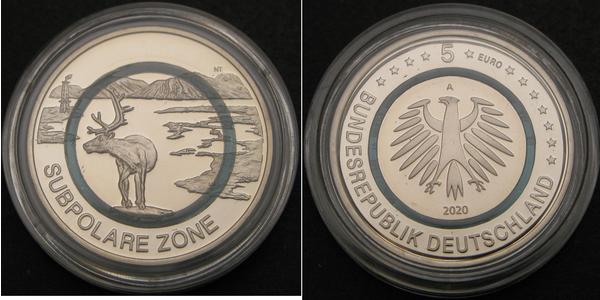 NT
SUBPOLARE ZONE
5 EURO
A
2020
BUNDESREPUBLIK DEUTSCHLAND